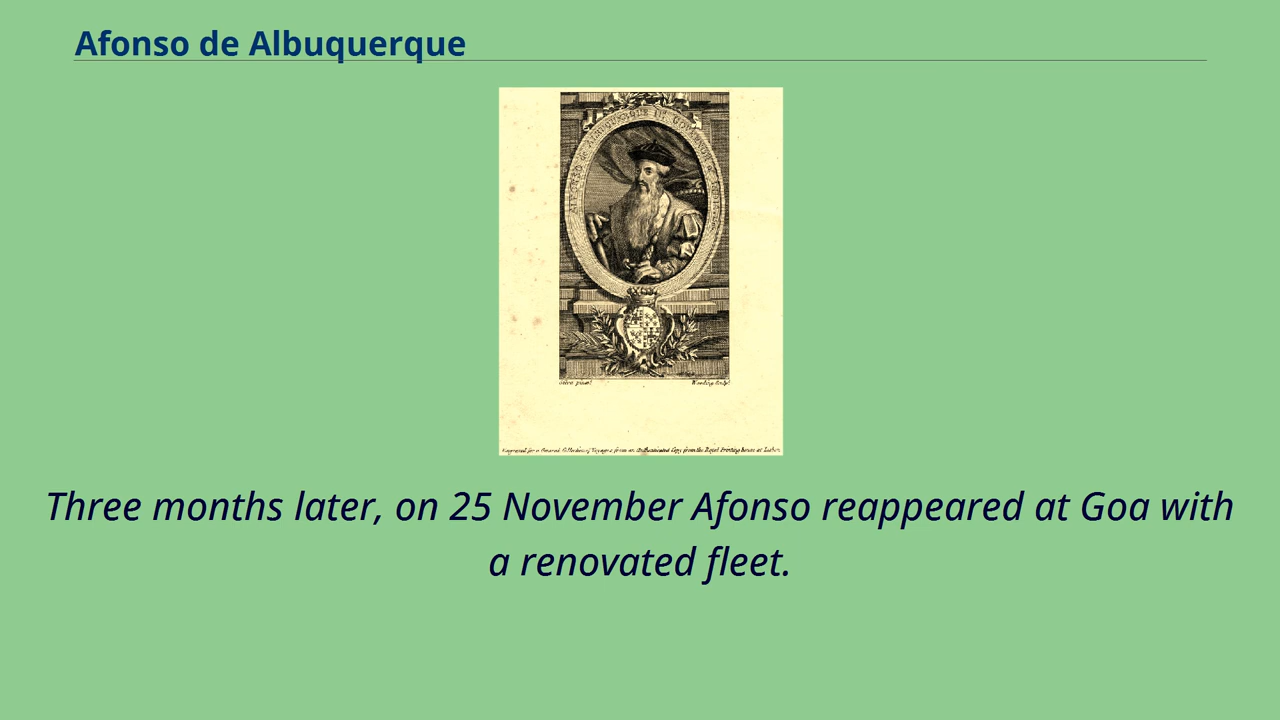 Afonso de Albuquerque
Three months later, on 25 November Afonso reappeared at Goa with
a renovated fleet.